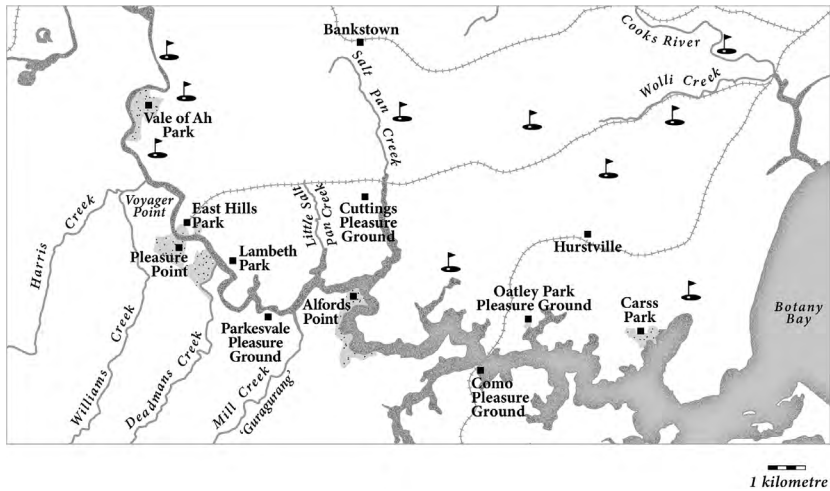 Bankstown
Cooks River
Wolli Creek
Salt Pan Creek
Vale of Ah
Park
Harris Creek
Voyager
Point
East Hills
Park
Little Salt
Pan Creek
Cuttings
Pleasure
Ground
Hurstville
Pleasure
Point
Lambeth
Park
Alfords
Point
Oatley Park
Pleasure Ground
Carss
Park
Botany
Bay
Parkesvale
Pleasure
Ground
Williams Creek
Deadmans Creek
Mill Creek
'Guragurang'
Como
Pleasure
Ground
1 kilometre